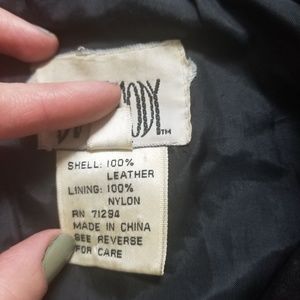 SHELL: 100%
LEATHER
LINING: 100%
NYLON
RN 71294
MADE IN CHINA
SEE REVERSE
FOR CARE